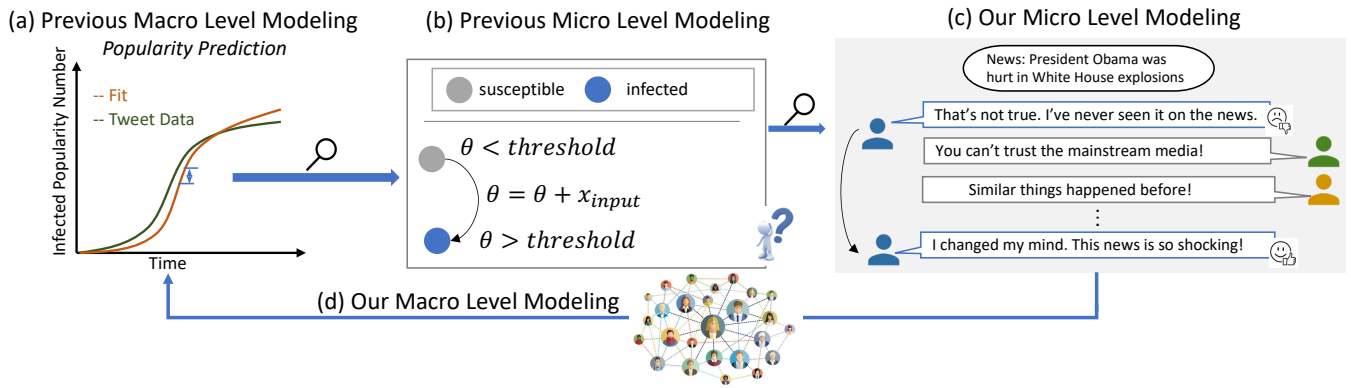 (a) Previous Macro Level Modeling
Popularity Prediction
Infected Popularity Number
-- Fit
-- Tweet Data
Time
(b) Previous Micro Level Modeling
susceptible infected
θ < threshold
θ = θ + x_input
θ > threshold
(c) Our Micro Level Modeling
News: President Obama was
hurt in White House explosions
That's not true. I've never seen it on the news.
You can't trust the mainstream media!
Similar things happened before!
⋮
I changed my mind. This news is so shocking!
(d) Our Macro Level Modeling